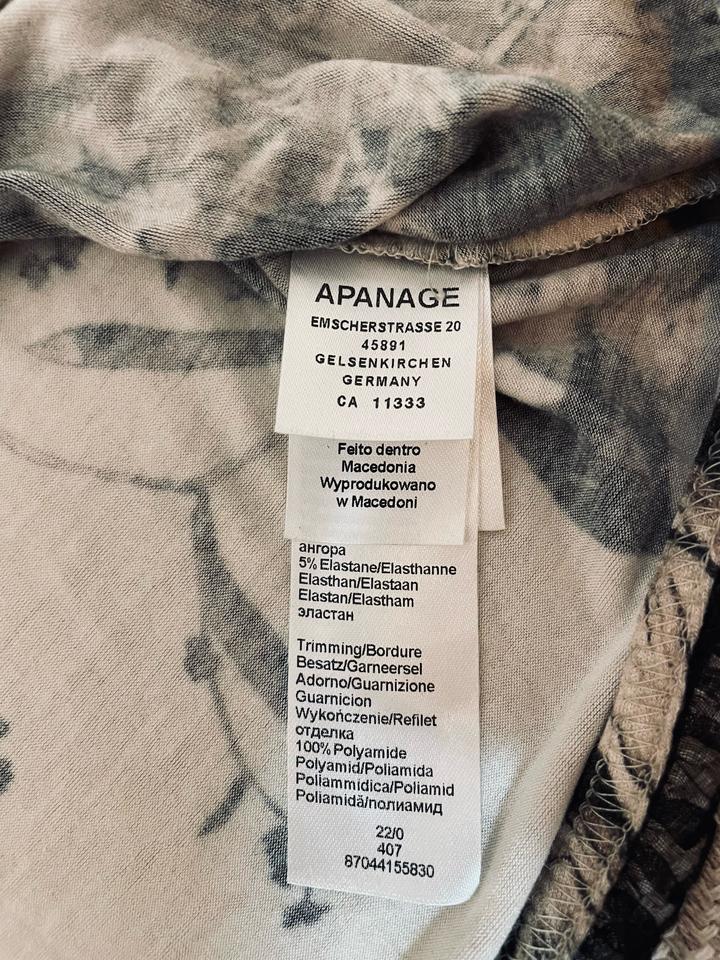 APANAGE
EMSCHERSTRASSE 20
45891
GELSENKIRCHEN
GERMANY
CA 11333
Feito dentro
Macedonia
Wyprodukowano
w Macedoni
ангора
5% Elastane/Elasthanne
Elasthan/Elastaan
Elastan/Elastham
эластан
Trimming/Bordure
Besatz/Garneersel
Adorno/Guarnizione
Guarnicion
Wykończenie/Refilet
отделка
100% Polyamide
Polyamid/Poliamida
Poliammidica/Poliamid
Poliamidă/полиамид
22/0
407
87044155830